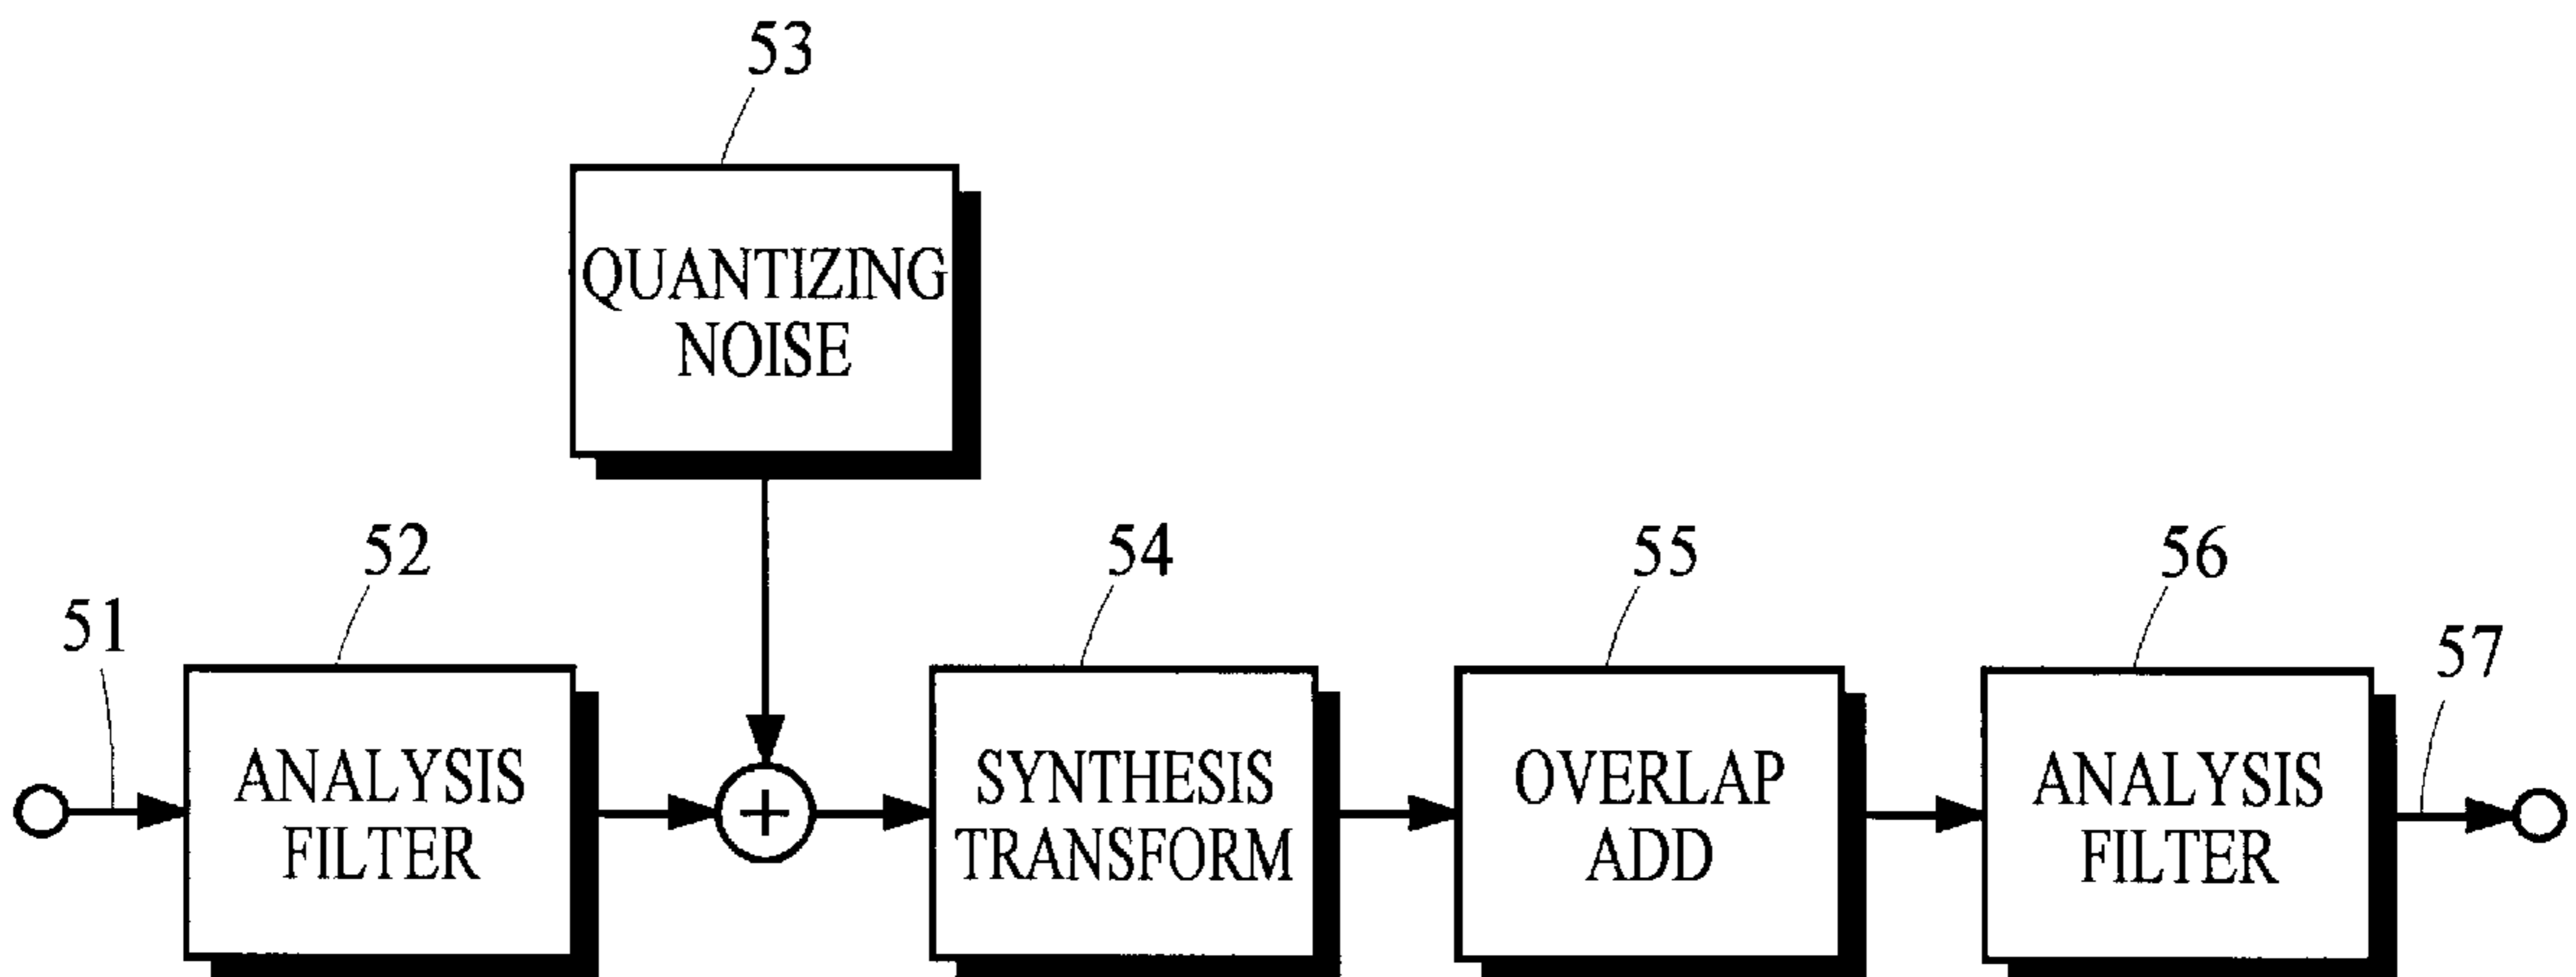 53
QUANTIZING
NOISE
52
54
55
56
51
57
ANALYSIS
FILTER
+
SYNTHESIS
TRANSFORM
OVERLAP
ADD
ANALYSIS
FILTER